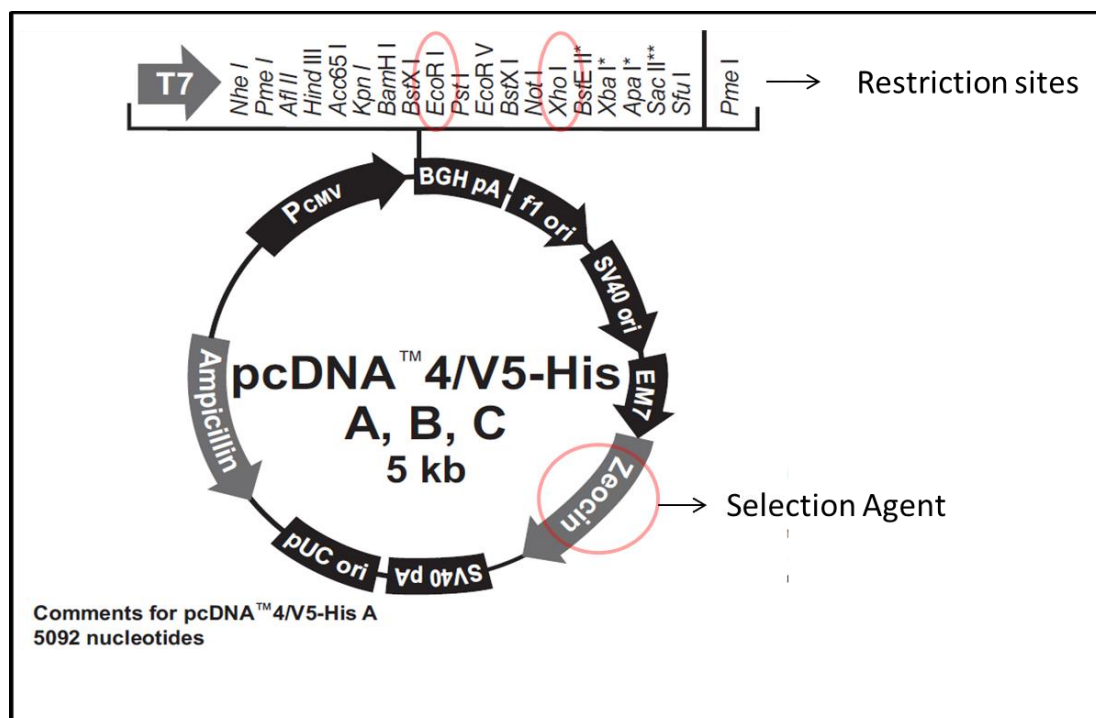 T7
Nhe I
Pme I
Afl II
Hind III
Acc65 I
Kpn I
BamH I
BstX I
EcoR I
Pst I
EcoR V
BstX I
Not I
Xho I
BstE II*
Xba I*
Apa I*
Sac II**
Sfu I
Pme I
Restriction sites
PCMV
BGH pA
f1 ori
SV40 ori
EM7
Zeocin
SV40 pA
pUC ori
Ampicillin
pcDNA™4/V5-His
A, B, C
5 kb
Selection Agent
Comments for pcDNA™4/V5-His A
5092 nucleotides